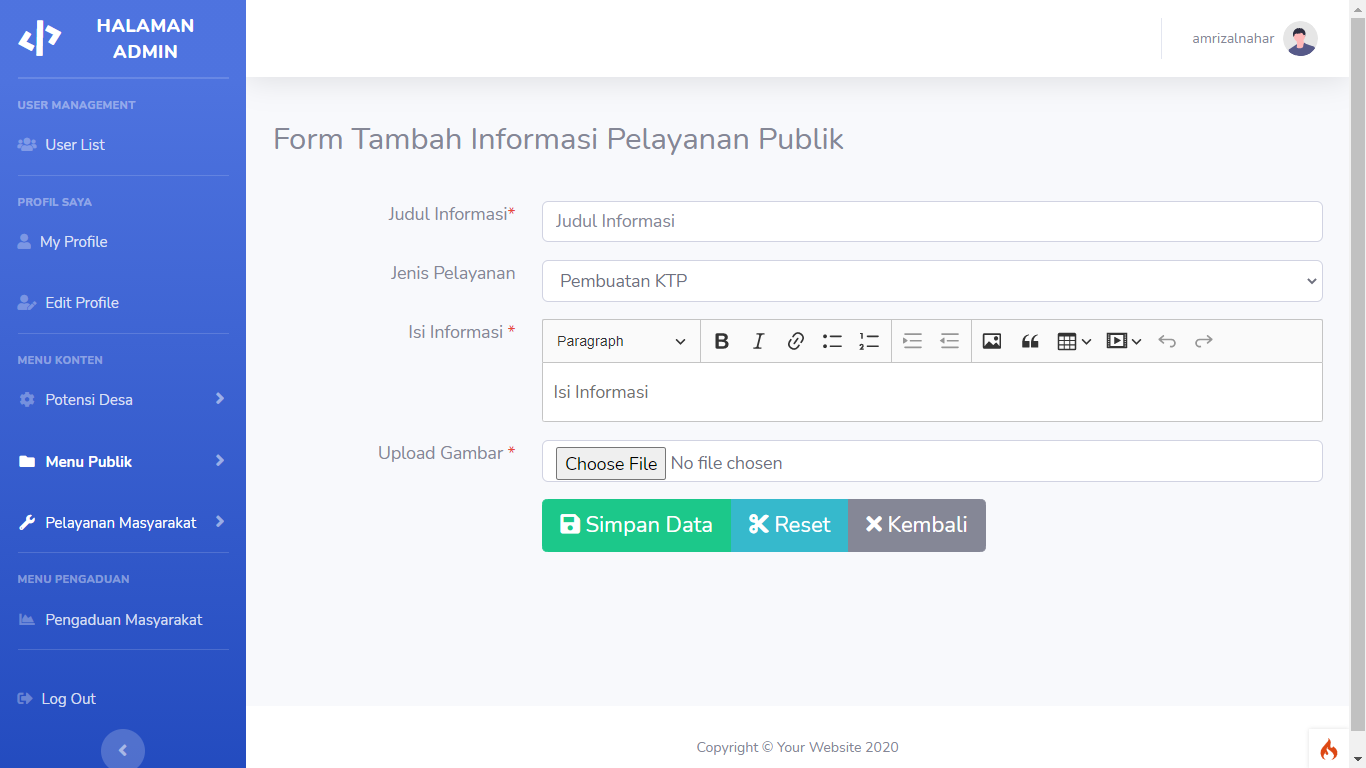 HALAMAN
ADMIN
amrizalnahar
USER MANAGEMENT
User List
PROFIL SAYA
My Profile
Edit Profile
MENU KONTEN
Potensi Desa
Menu Publik
Pelayanan Masyarakat
MENU PENGADUAN
Pengaduan Masyarakat
Log Out
Form Tambah Informasi Pelayanan Publik
Judul Informasi*
Judul Informasi
Jenis Pelayanan
Pembuatan KTP
Isi Informasi *
Paragraph
Isi Informasi
Upload Gambar *
Choose File No file chosen
Simpan Data Reset Kembali
Copyright © Your Website 2020